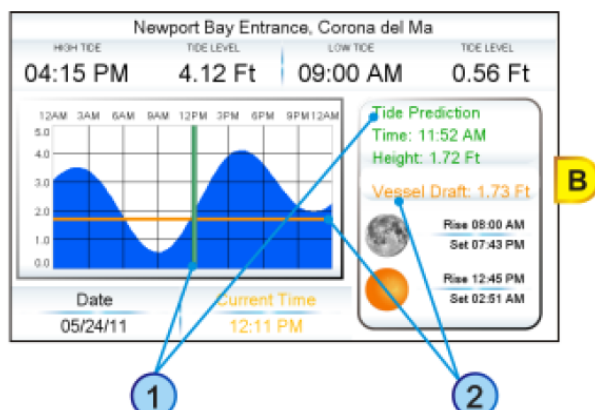 Newport Bay Entrance, Corona del Ma
HIGH TIDE TIDE LEVEL LOW TIDE TIDE LEVEL
04:15 PM 4.12 Ft 09:00 AM 0.56 Ft
12AM 3AM 6AM 9AM 12PM 3PM 6PM 9PM 12AM
5.0
4.0
3.0
2.0
1.0
0.0
Tide Prediction
Time: 11:52 AM
Height: 1.72 Ft
Vessel Draft: 1.73 Ft
Rise 08:00 AM
Set 07:43 PM
Rise 12:45 PM
Set 02:51 AM
B
Date
05/24/11
Current Time
12:11 PM
1
2